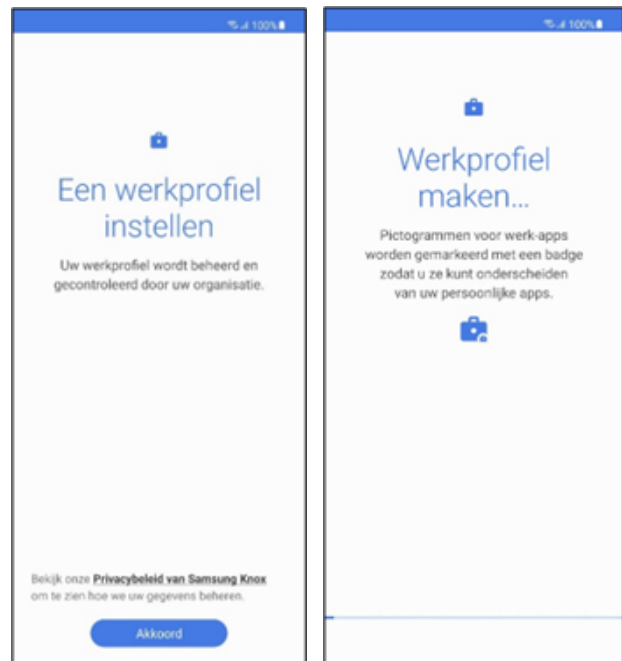 100%
Een werkprofiel
instellen
Uw werkprofiel wordt beheerd en
gecontroleerd door uw organisatie.
Bekijk onze Privacybeleid van Samsung Knox
om te zien hoe we uw gegevens beheren.
Akkoord
100%
Werkprofiel
maken...
Pictogrammen voor werk-apps
worden gemarkeerd met een badge
zodat u ze kunt onderscheiden
van uw persoonlijke apps.